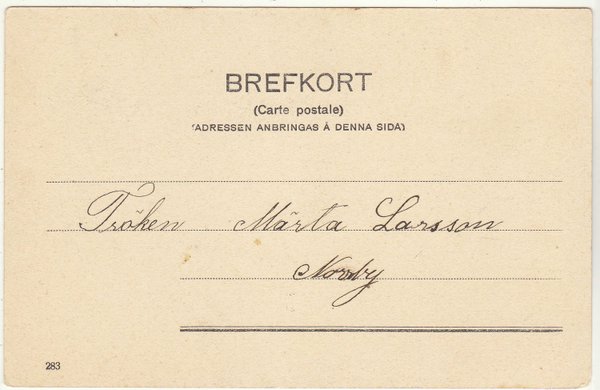 BREFKORT
(Carte postale)
(ADRESSEN ANBRINGAS Å DENNA SIDA)
Fröken Märta Larsson
Norrby
283